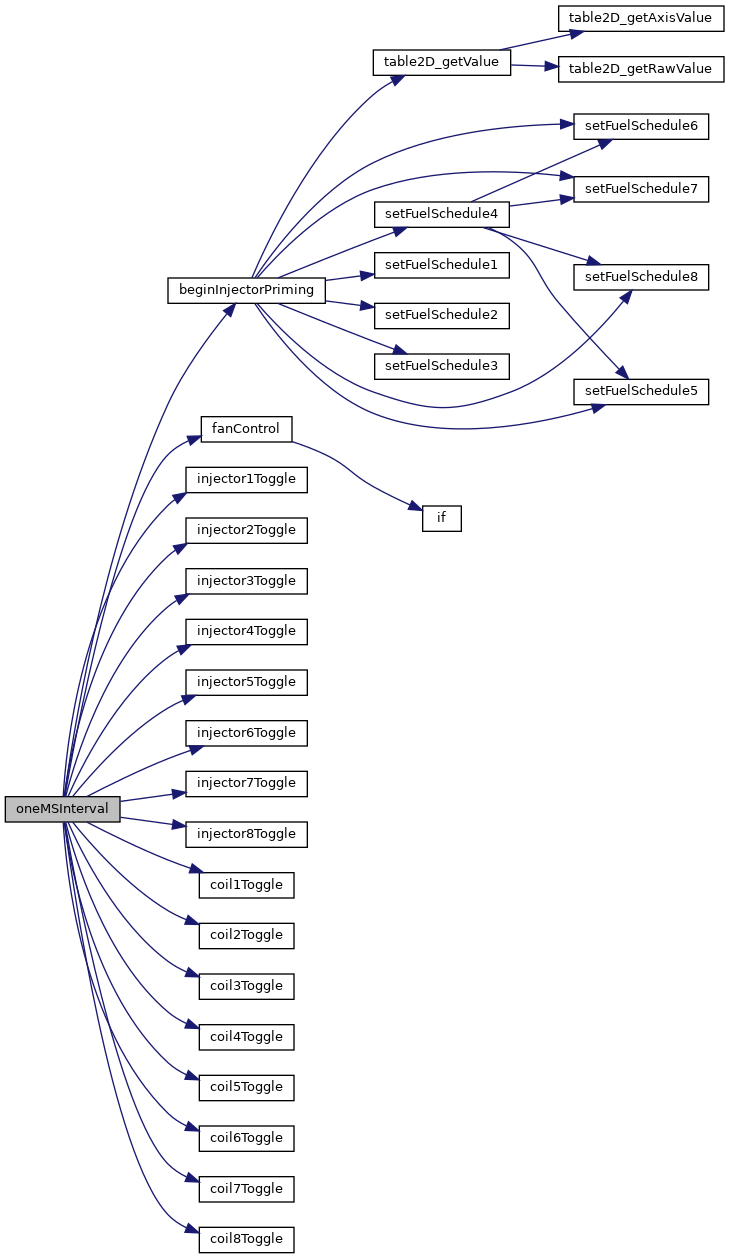 table2D_getAxisValue
table2D_getValue
table2D_getRawValue
setFuelSchedule6
setFuelSchedule7
setFuelSchedule4
setFuelSchedule1
setFuelSchedule8
beginInjectorPriming
setFuelSchedule2
setFuelSchedule3
setFuelSchedule5
fanControl
injector1Toggle
if
injector2Toggle
injector3Toggle
injector4Toggle
injector5Toggle
injector6Toggle
injector7Toggle
oneMSInterval
injector8Toggle
coil1Toggle
coil2Toggle
coil3Toggle
coil4Toggle
coil5Toggle
coil6Toggle
coil7Toggle
coil8Toggle